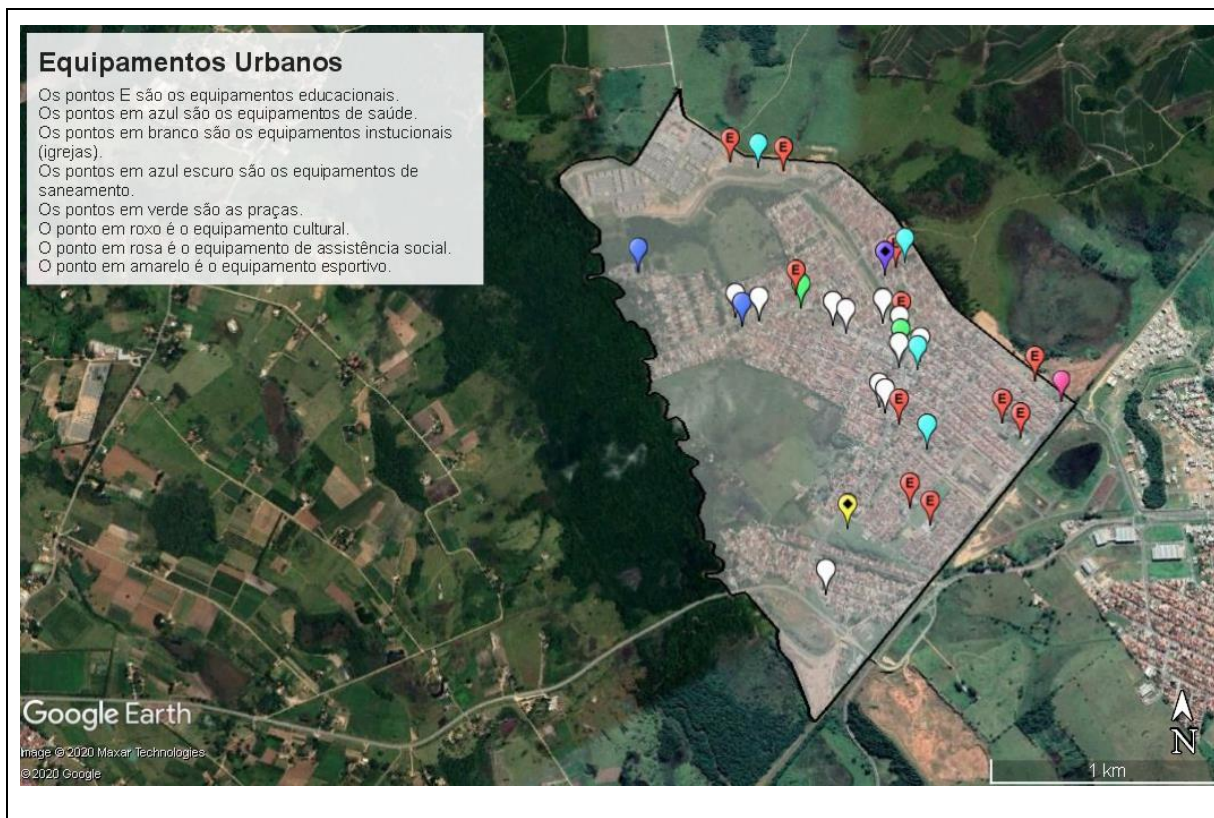 Equipamentos Urbanos
Os pontos E são os equipamentos educacionais.
Os pontos em azul são os equipamentos de saúde.
Os pontos em branco são os equipamentos instucionais
(igrejas).
Os pontos em azul escuro são os equipamentos de
saneamento.
Os pontos em verde são as praças.
O ponto em roxo é o equipamento cultural.
O ponto em rosa é o equipamento de assistência social.
O ponto em amarelo é o equipamento esportivo.
E
E
E
E
E
E
E
E
E
E
E
Google Earth
Image © 2020 Maxar Technologies
© 2020 Google
N
1 km